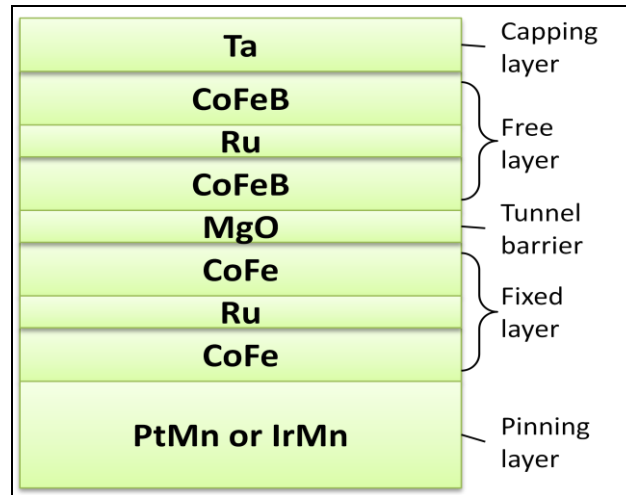 Ta
Capping
layer
CoFeB
Ru
CoFeB
Free
layer
MgO
Tunnel
barrier
CoFe
Ru
CoFe
Fixed
layer
PtMn or IrMn
Pinning
layer